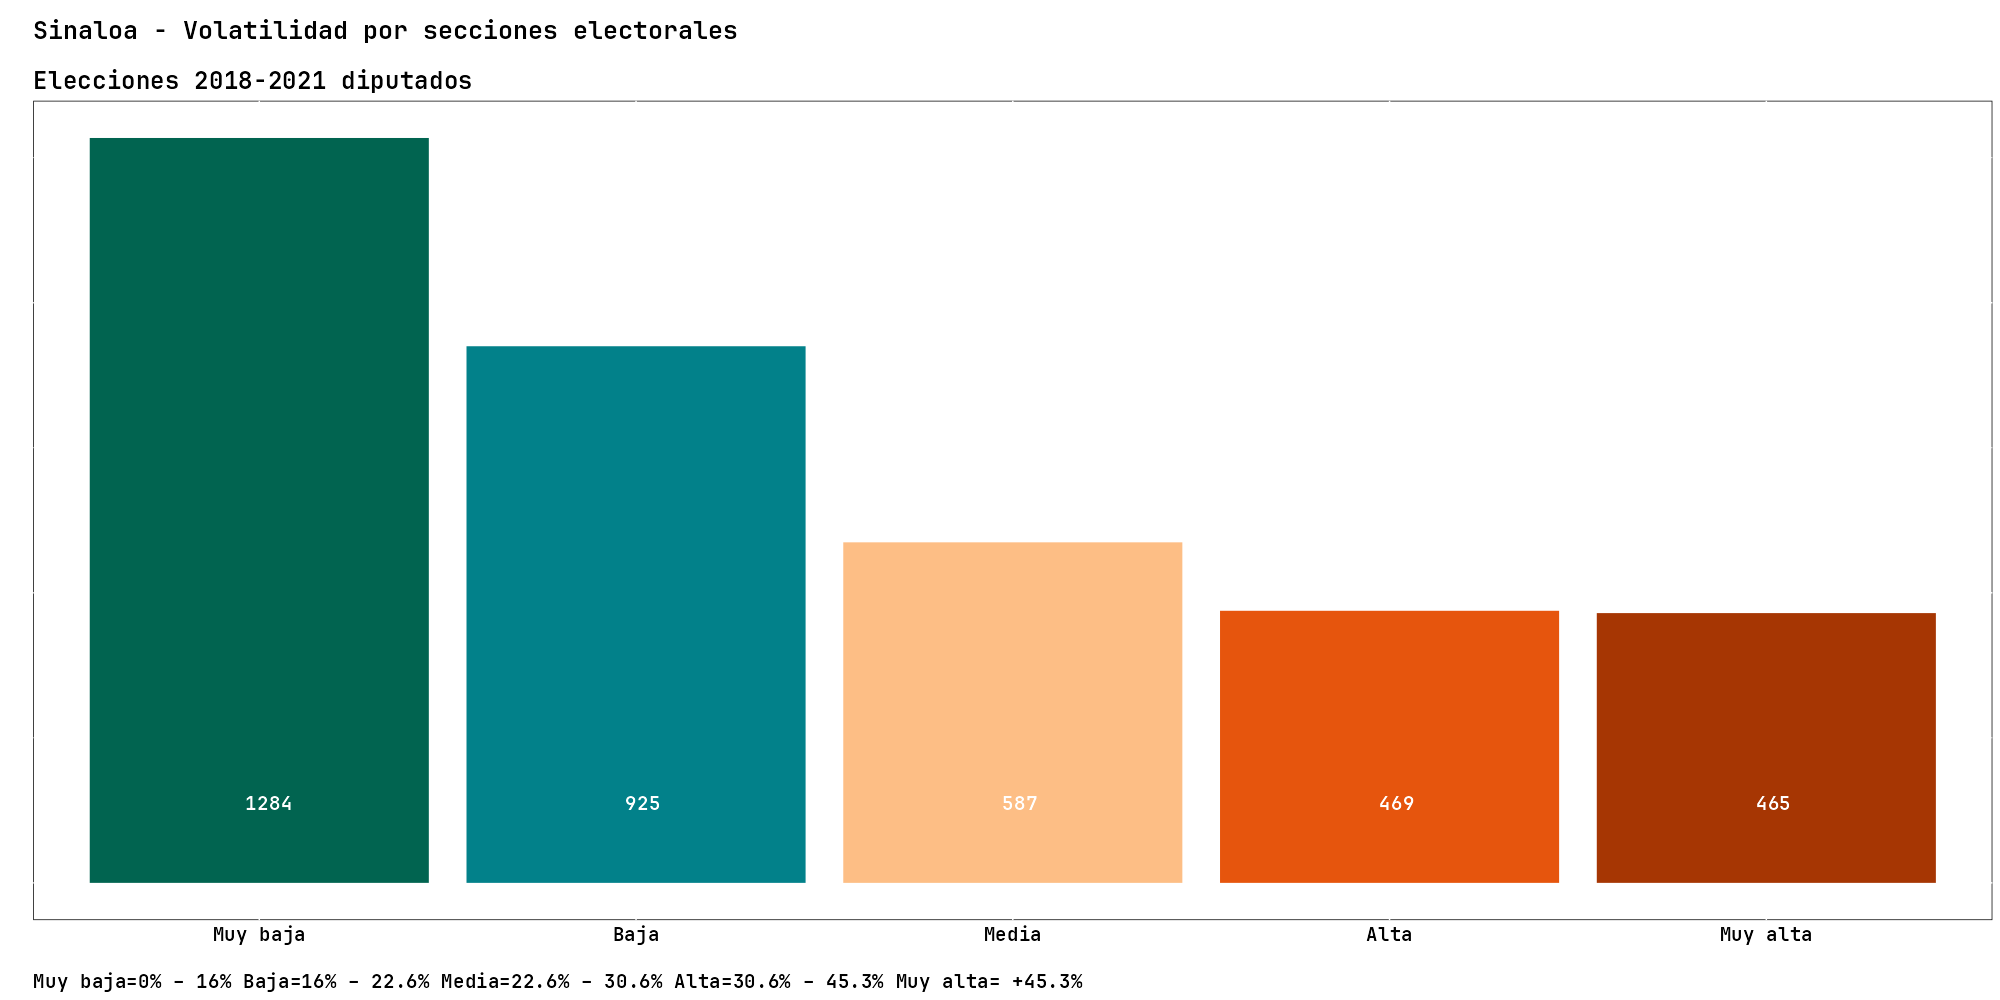 Sinaloa - Volatilidad por secciones electorales
Elecciones 2018-2021 diputados
1284 925 587 469 465
Muy baja Baja Media Alta Muy alta
Muy baja=0% – 16% Baja=16% – 22.6% Media=22.6% – 30.6% Alta=30.6% – 45.3% Muy alta= +45.3%